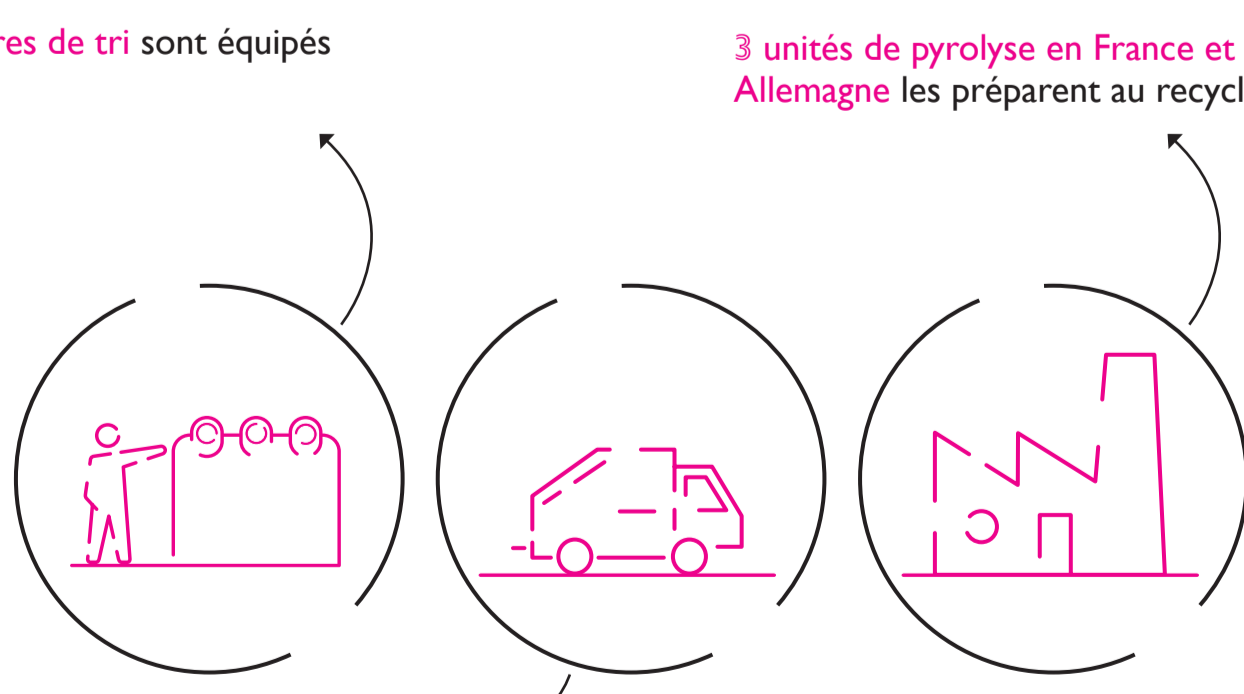 res de tri sont équipés
3 unités de pyrolyse en France et
Allemagne les préparent au recycl